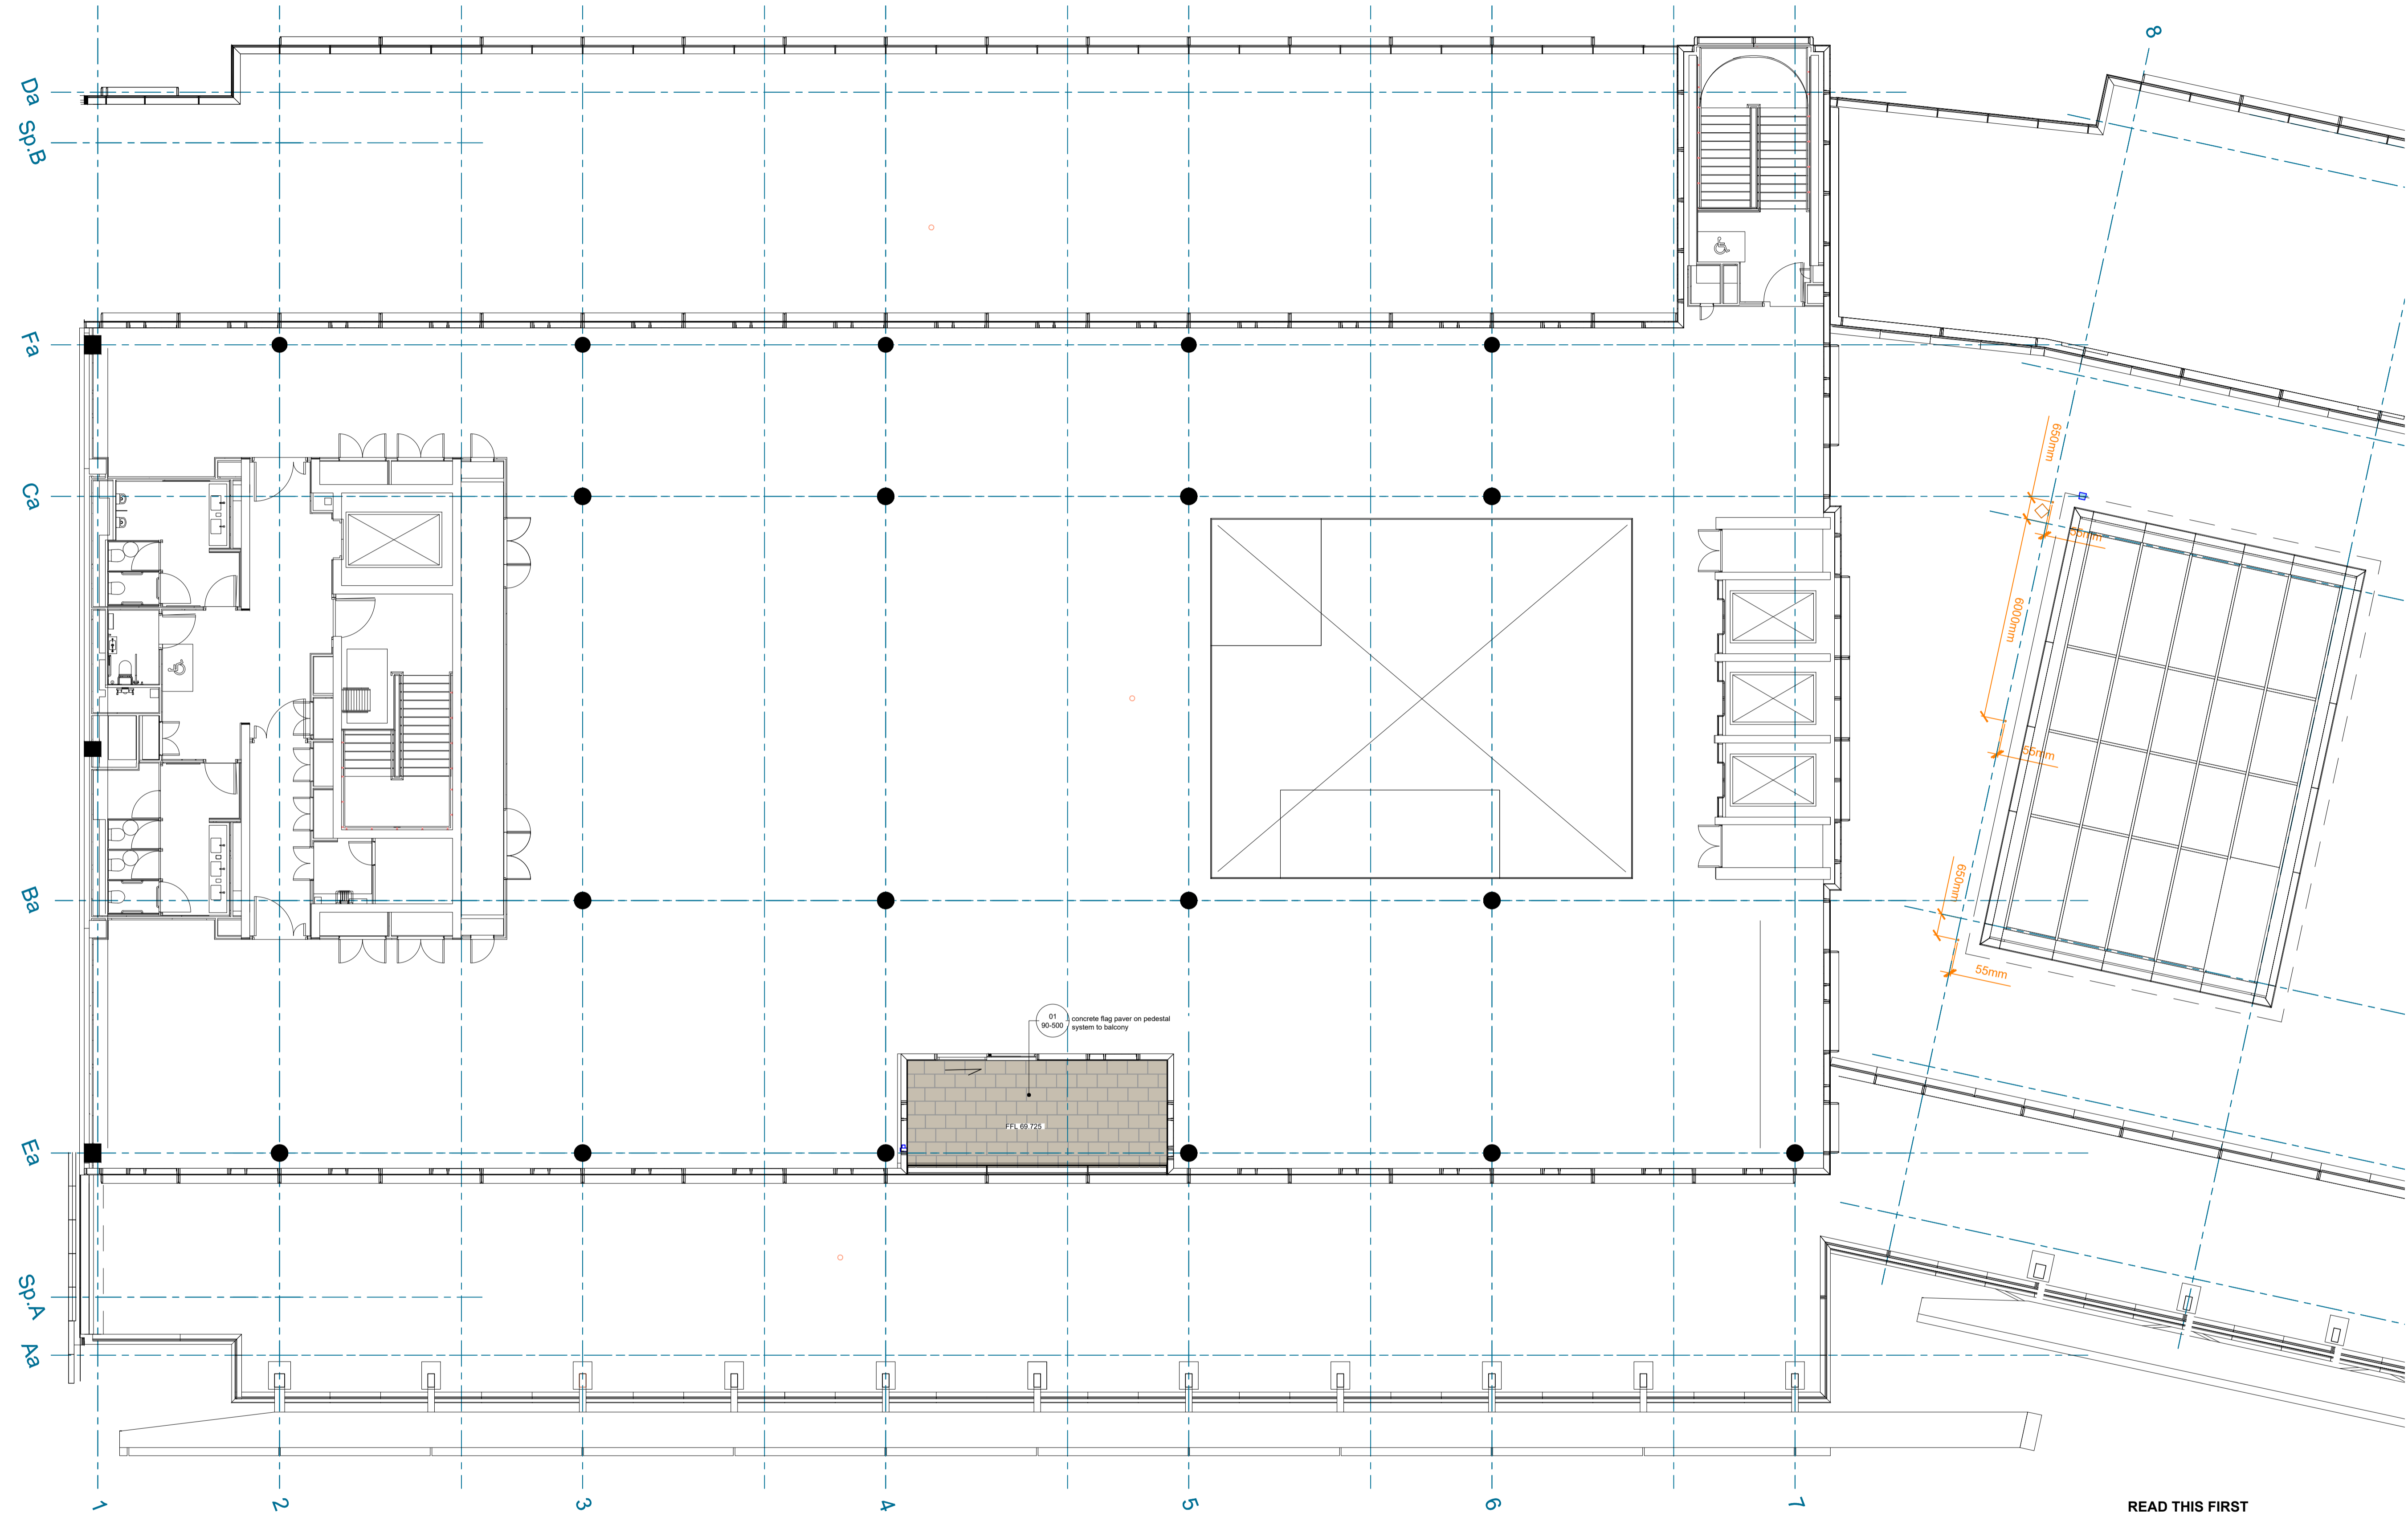 8
Da
Sp.B
Fa
650mm
Ca
55mm
6000mm
55mm
Ba
650mm
55mm
01
90-500
concrete flag paver on pedestal
system to balcony
FFL 69.725
Ea
Sp.A
Aa
1
2
3
4
5
6
7
READ THIS FIRST